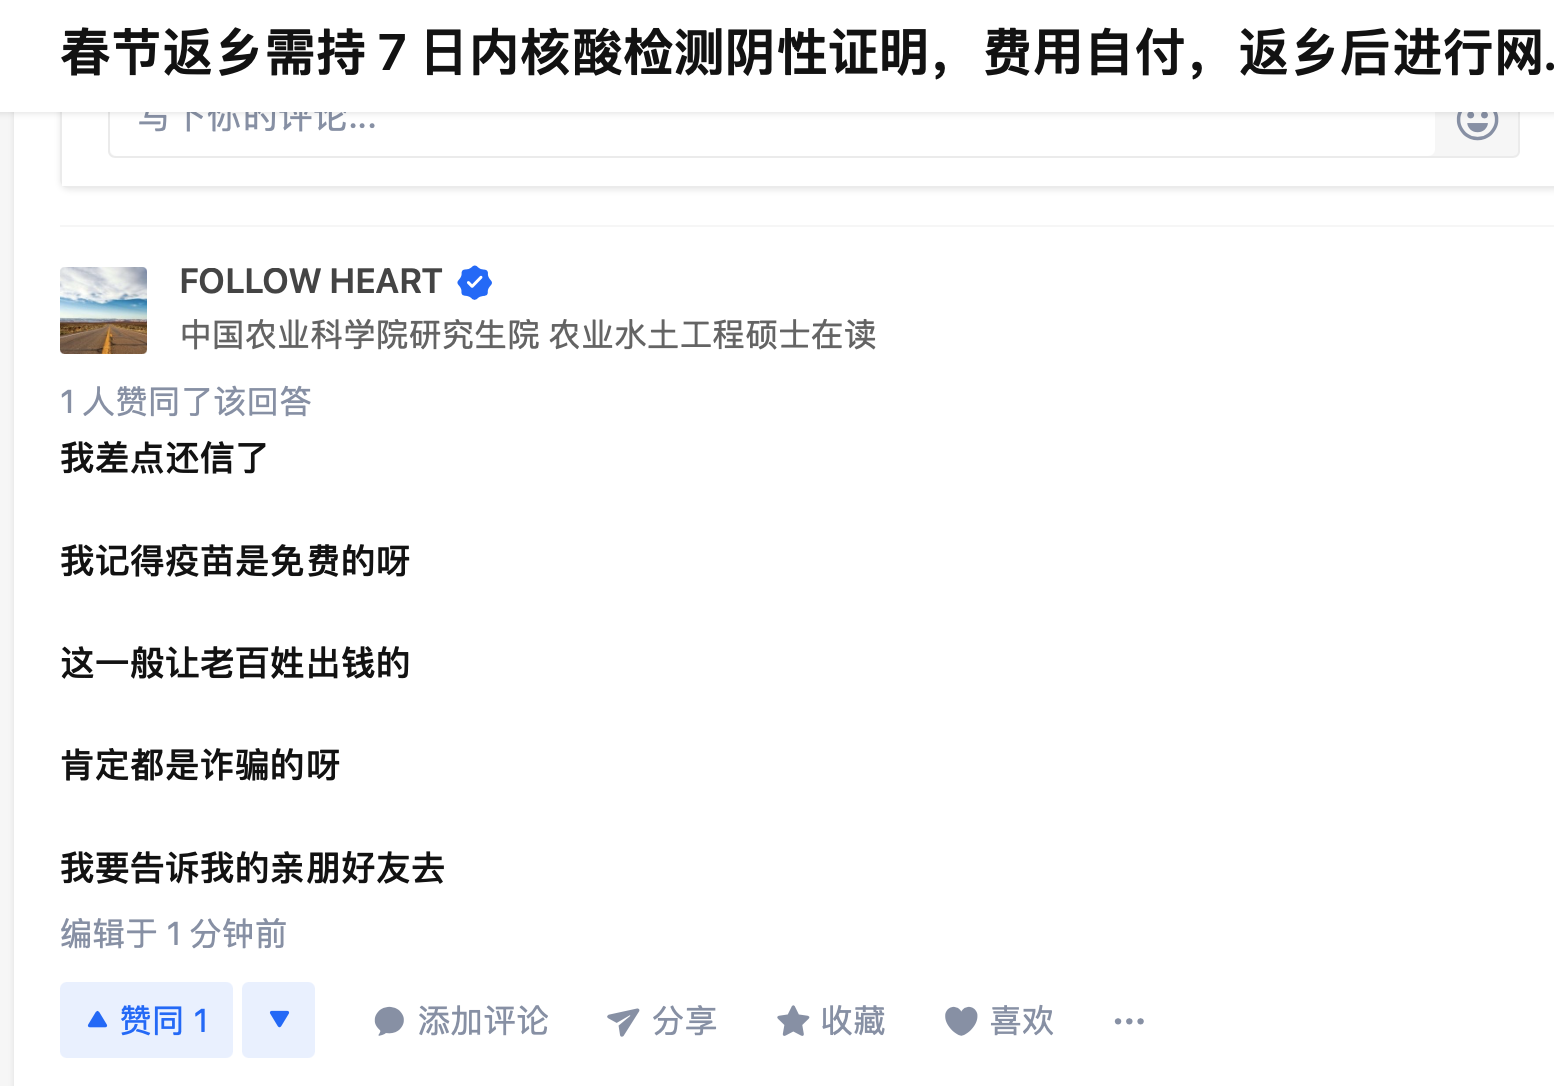 春节返乡需持 7 日内核酸检测阴性证明，费用自付，返乡后进行网...
写下你的评论...
FOLLOW HEART
中国农业科学院研究生院 农业水土工程硕士在读
1 人赞同了该回答
我差点还信了
我记得疫苗是免费的呀
这一般让老百姓出钱的
肯定都是诈骗的呀
我要告诉我的亲朋好友去
编辑于 1 分钟前
赞同 1 添加评论 分享 收藏 喜欢